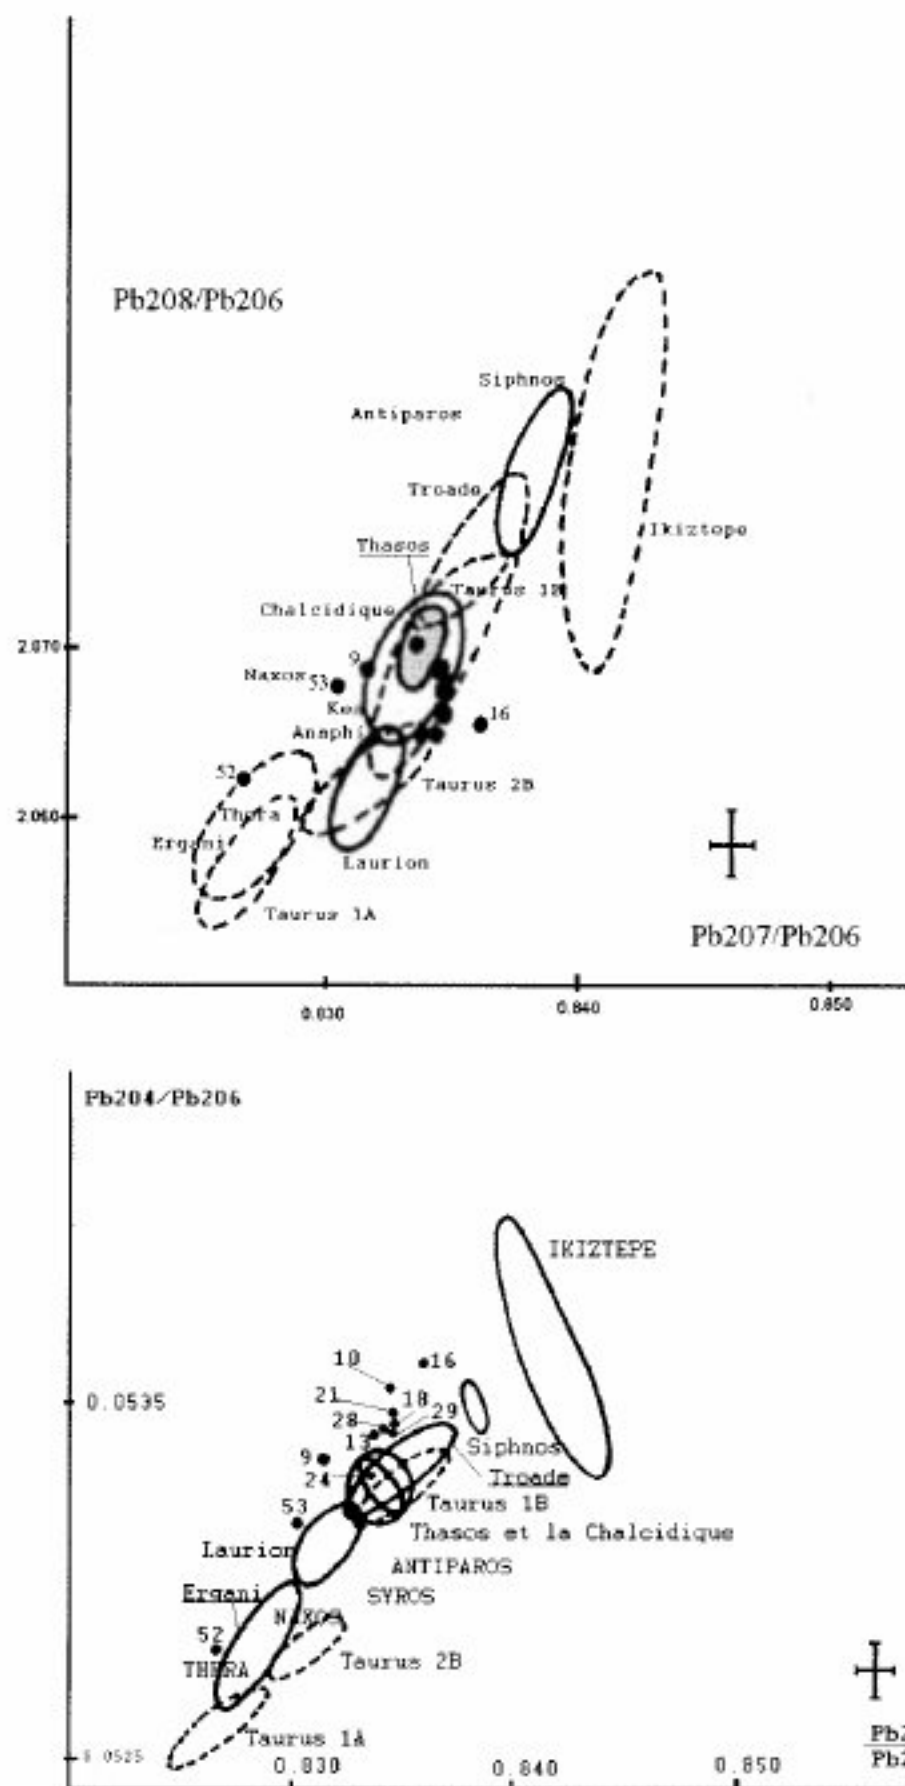 Pb208/Pb206
Siphnos
Antiparos
Troade
Ikiztope
Thasos
Taurus 1B
Chalcidique
2.070
9
Naxos 53
Kea
16
Anaphi
52
Taurus 2B
Thera
2.060
Ergani
Laurion
Taurus 1A
Pb207/Pb206
0.830
0.840
0.850
Pb204/Pb206
IKIZTEPE
10
16
0.0535
21
18
28
29
13
Siphnos
9
24
Troade
Taurus 1B
53
Thasos et la Chalcidique
Laurion
ANTIPAROS
Ergani
SYROS
NAXOS
52
THERA
Taurus 2B
Taurus 1A
Pb2
Pb2
0.0525
0.830
0.840
0.850